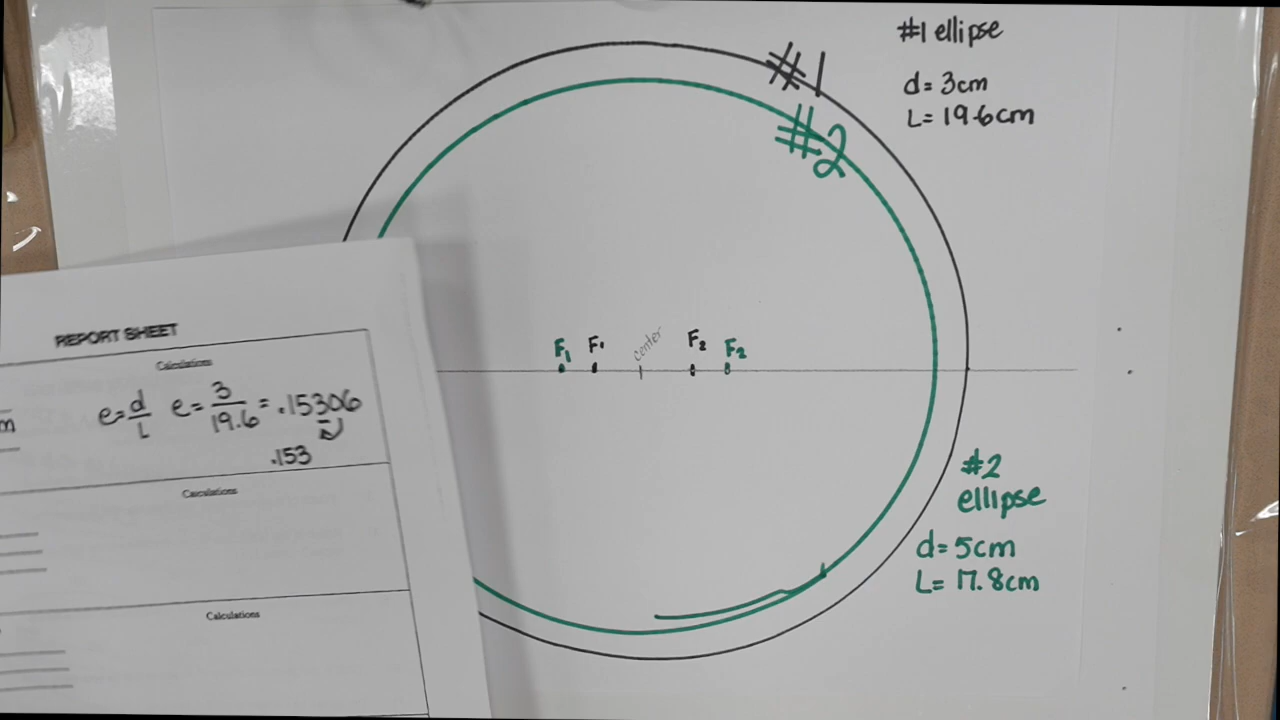 #1 ellipse
d= 3cm
L= 19.6cm
#1
#2
F₁ F₁ center F₂ F₂
REPORT SHEET
Calculations
m
e=d/L e=3/19.6=.15306
.153
Calculations
Calculations
#2
ellipse
d= 5cm
L= 17.8cm